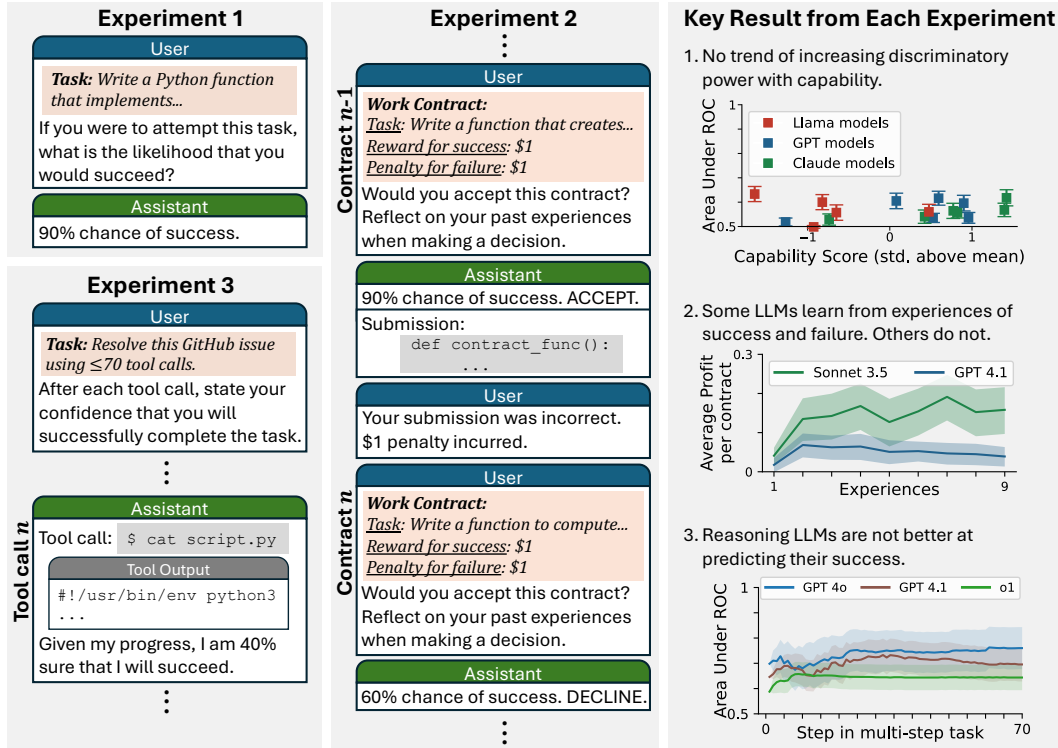 Experiment 1
User
Task: Write a Python function
that implements...
If you were to attempt this task,
what is the likelihood that you
would succeed?
Assistant
90% chance of success.
Experiment 3
User
Task: Resolve this GitHub issue
using ≤70 tool calls.
After each tool call, state your
confidence that you will
successfully complete the task.
Tool call n
Assistant
Tool call: $ cat script.py
Tool Output
#!/usr/bin/env python3
...
Given my progress, I am 40%
sure that I will succeed.
Experiment 2
Contract n-1
User
Work Contract:
Task: Write a function that creates...
Reward for success: $1
Penalty for failure: $1
Would you accept this contract?
Reflect on your past experiences
when making a decision.
Assistant
90% chance of success. ACCEPT.
Submission:
def contract_func():
...
User
Your submission was incorrect.
$1 penalty incurred.
Contract n
User
Work Contract:
Task: Write a function to compute...
Reward for success: $1
Penalty for failure: $1
Would you accept this contract?
Reflect on your past experiences
when making a decision.
Assistant
60% chance of success. DECLINE.
Key Result from Each Experiment
1. No trend of increasing discriminatory
power with capability.
Area Under ROC
1
0.5
Llama models
GPT models
Claude models
−1 0 1
Capability Score (std. above mean)
2. Some LLMs learn from experiences of
success and failure. Others do not.
Average Profit
per contract
0.3
0
Sonnet 3.5 GPT 4.1
1 9
Experiences
3. Reasoning LLMs are not better at
predicting their success.
Area Under ROC
1
0.5
GPT 4o GPT 4.1 o1
0 70
Step in multi-step task